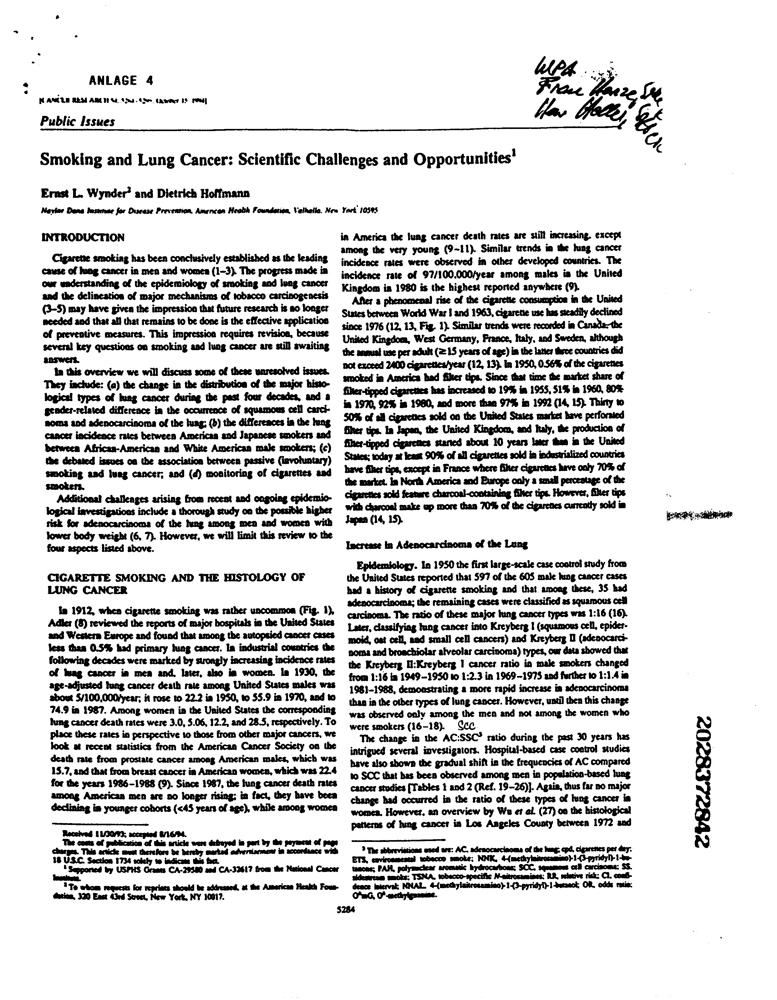 ANLAGE 4
Public Issues
Smoking and Lung Cancer: Scientific Challenges and Opportunities¹
Ernst L. Wynder² and Dietrich Hoffmann
Naylor Dana Institute for Disease Prevention, American Health Foundation, Valhalla, New York 10595
INTRODUCTION
Cigarette smoking has been conclusively established as the leading
cause of lung cancer in men and women (1-3). The progress made in
our understanding of the epidemiology of smoking and lung cancer
and the delineation of major mechanisms of tobacco carcinogenesis
(3-5) may have given the impression that future research is no longer
needed and that all that remains to be done is the effective application
of preventive measures. This impression requires revision, because
several key questions on smoking and lung cancer are still awaiting
answers.
In this overview we will discuss some of these unresolved issues.
They include: (a) the change in the distribution of the major histo-
logical types of lung cancer during the past four decades, and a
gender-related difference in the occurrence of squamous cell carci-
noma and adenocarcinoma of the lung; (b) the differences in the lung
cancer incidence rates between American and Japanese smokers and
between African-American and White American male smokers; (c)
the debated issues on the association between passive (involuntary)
smoking and lung cancer; and (d) monitoring of cigarettes and
smokers.
Additional challenges arising from recent and ongoing epidemio-
logical investigations include a thorough study on the possible higher
risk for adenocarcinoma of the lung among men and women with
lower body weight (6, 7). However, we will limit this review to the
four aspects listed above.
CIGARETTE SMOKING AND THE HISTOLOGY OF
LUNG CANCER
In 1912, when cigarette smoking was rather uncommon (Fig. 1),
Adler (8) reviewed the reports of major hospitals in the United States
and Western Europe and found that among the autopsied cancer cases
less than 0.5% had primary lung cancer. In industrial countries the
following decades were marked by strongly increasing incidence rates
of lung cancer in men and, later, also in women. In 1930, the
age-adjusted lung cancer death rate among United States males was
about 5/100,000/year; it rose to 22.2 in 1950, to 55.9 in 1970, and to
74.9 in 1987. Among women in the United States the corresponding
lung cancer death rates were 3.0, 5.06, 12.2, and 28.5, respectively. To
place these rates in perspective to those from other major cancers, we
look at recent statistics from the American Cancer Society on the
death rate from prostate cancer among American males, which was
15.7, and that from breast cancer in American women, which was 22.4
for the years 1986-1988 (9). Since 1987, the lung cancer death rates
among American men are no longer rising; in fact, they have been
declining in younger cohorts (<45 years of age), while among women
Received 11/30/93; accepted 8/16/94.
The costs of publication of this article were defrayed in part by the payment of page
charges. This article must therefore be hereby marked advertisement in accordance with
18 U.S.C. Section 1734 solely to indicate this fact.
¹ Supported by USPHS Grants CA-29580 and CA-32617 from the National Cancer
Institute.
² To whom requests for reprints should be addressed, at the American Health Foun-
dation, 320 East 43rd Street, New York, NY 10017.
in America the lung cancer death rates are still increasing, except
among the very young (9-11). Similar trends in the lung cancer
incidence rates were observed in other developed countries. The
incidence rate of 97/100,000/year among males in the United
Kingdom in 1980 is the highest reported anywhere (9).
After a phenomenal rise of the cigarette consumption in the United
States between World War I and 1963, cigarette use has steadily declined
since 1976 (12, 13, Fig. 1). Similar trends were recorded in Canada, the
United Kingdom, West Germany, France, Italy, and Sweden, although
the annual use per adult (≥15 years of age) in the latter three countries did
not exceed 2400 cigarettes/year (12, 13). In 1950, 0.56% of the cigarettes
smoked in America had filter tips. Since that time the market share of
filter-tipped cigarettes has increased to 19% in 1955, 51% in 1960, 80%
in 1970, 92% in 1980, and more than 97% in 1992 (14, 15). Thirty to
50% of all cigarettes sold on the United States market have perforated
filter tips. In Japan, the United Kingdom, and Italy, the production of
filter-tipped cigarettes started about 10 years later than in the United
States; today at least 90% of all cigarettes sold in industrialized countries
have filter tips, except in France where filter cigarettes have only 70% of
the market. In North America and Europe only a small percentage of the
cigarettes sold feature charcoal-containing filter tips. However, filter tips
with charcoal make up more than 70% of the cigarettes currently sold in
Japan (14, 15).
Increase in Adenocarcinoma of the Lung
Epidemiology. In 1950 the first large-scale case control study from
the United States reported that 597 of the 605 male lung cancer cases
had a history of cigarette smoking and that among these, 35 had
adenocarcinoma; the remaining cases were classified as squamous cell
carcinoma. The ratio of these major lung cancer types was 1:16 (16).
Later, classifying lung cancer into Kreyberg I (squamous cell, epider-
moid, oat cell, and small cell cancers) and Kreyberg II (adenocarci-
noma and bronchiolar alveolar carcinoma) types, our data showed that
the Kreyberg II:Kreyberg I cancer ratio in male smokers changed
from 1:16 in 1949-1950 to 1:2.3 in 1969-1975 and further to 1:1.4 in
1981-1988, demonstrating a more rapid increase in adenocarcinoma
than in the other types of lung cancer. However, until then this change
was observed only among the men and not among the women who
were smokers (16-18). SCC
The change in the AC:SCC³ ratio during the past 30 years has
intrigued several investigators. Hospital-based case control studies
have also shown the gradual shift in the frequencies of AC compared
to SCC that has been observed among men in population-based lung
cancer studies [Tables 1 and 2 (Ref. 19-26)]. Again, thus far no major
change had occurred in the ratio of these types of lung cancer in
women. However, an overview by Wu et al. (27) on the histological
patterns of lung cancer in Los Angeles County between 1972 and
³ The abbreviations used are: AC, adenocarcinoma of the lung; cpd, cigarettes per day;
ETS, environmental tobacco smoke; NNK, 4-(methylnitrosamino)-1-(3-pyridyl)-1-bu-
tanone; PAH, polynuclear aromatic hydrocarbons; SCC, squamous cell carcinoma; SS,
sidestream smoke; TSNA, tobacco-specific N-nitrosamines; RR, relative risk; CI, confi-
dence interval; NNAL, 4-(methylnitrosamino)-1-(3-pyridyl)-1-butanol; OR, odds ratio;
O⁶mG, O⁶-methylguanine.
5284
2028372842